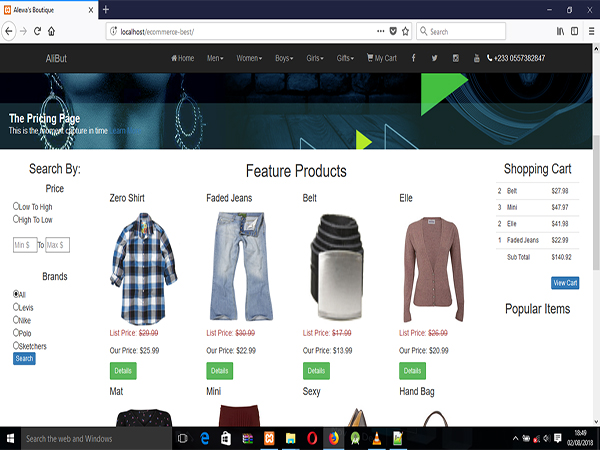 Alewa's Boutique
localhost/ecommerce-best/
Search
AliBut
Home Men Women Boys Girls Gifts My Cart +233 0557382847
The Pricing Page
This is the moment capture in time Learn More
Search By:
Price
Low To High
High To Low
Min $ To Max $
Brands
All
Levis
Nike
Polo
Sketchers
Search
Feature Products
Zero Shirt
List Price: $29.99
Our Price: $25.99
Details
Faded Jeans
List Price: $30.99
Our Price: $22.99
Details
Belt
List Price: $17.99
Our Price: $13.99
Details
Elle
List Price: $26.99
Our Price: $20.99
Details
Mat
Mini
Sexy
Hand Bag
Shopping Cart
2 Belt $27.98
3 Mini $47.97
2 Elle $41.98
1 Faded Jeans $22.99
Sub Total $140.92
View Cart
Popular Items
Search the web and Windows
18:49
02/08/2018